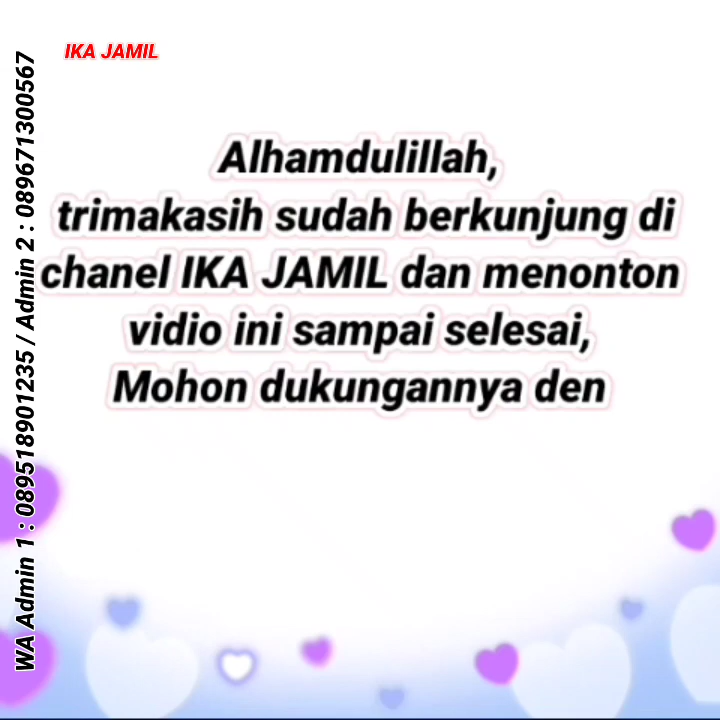 IKA JAMIL
WA Admin 1 : 089518901235 / Admin 2 : 089671300567
Alhamdulillah,
trimakasih sudah berkunjung di
chanel IKA JAMIL dan menonton
vidio ini sampai selesai,
Mohon dukungannya den